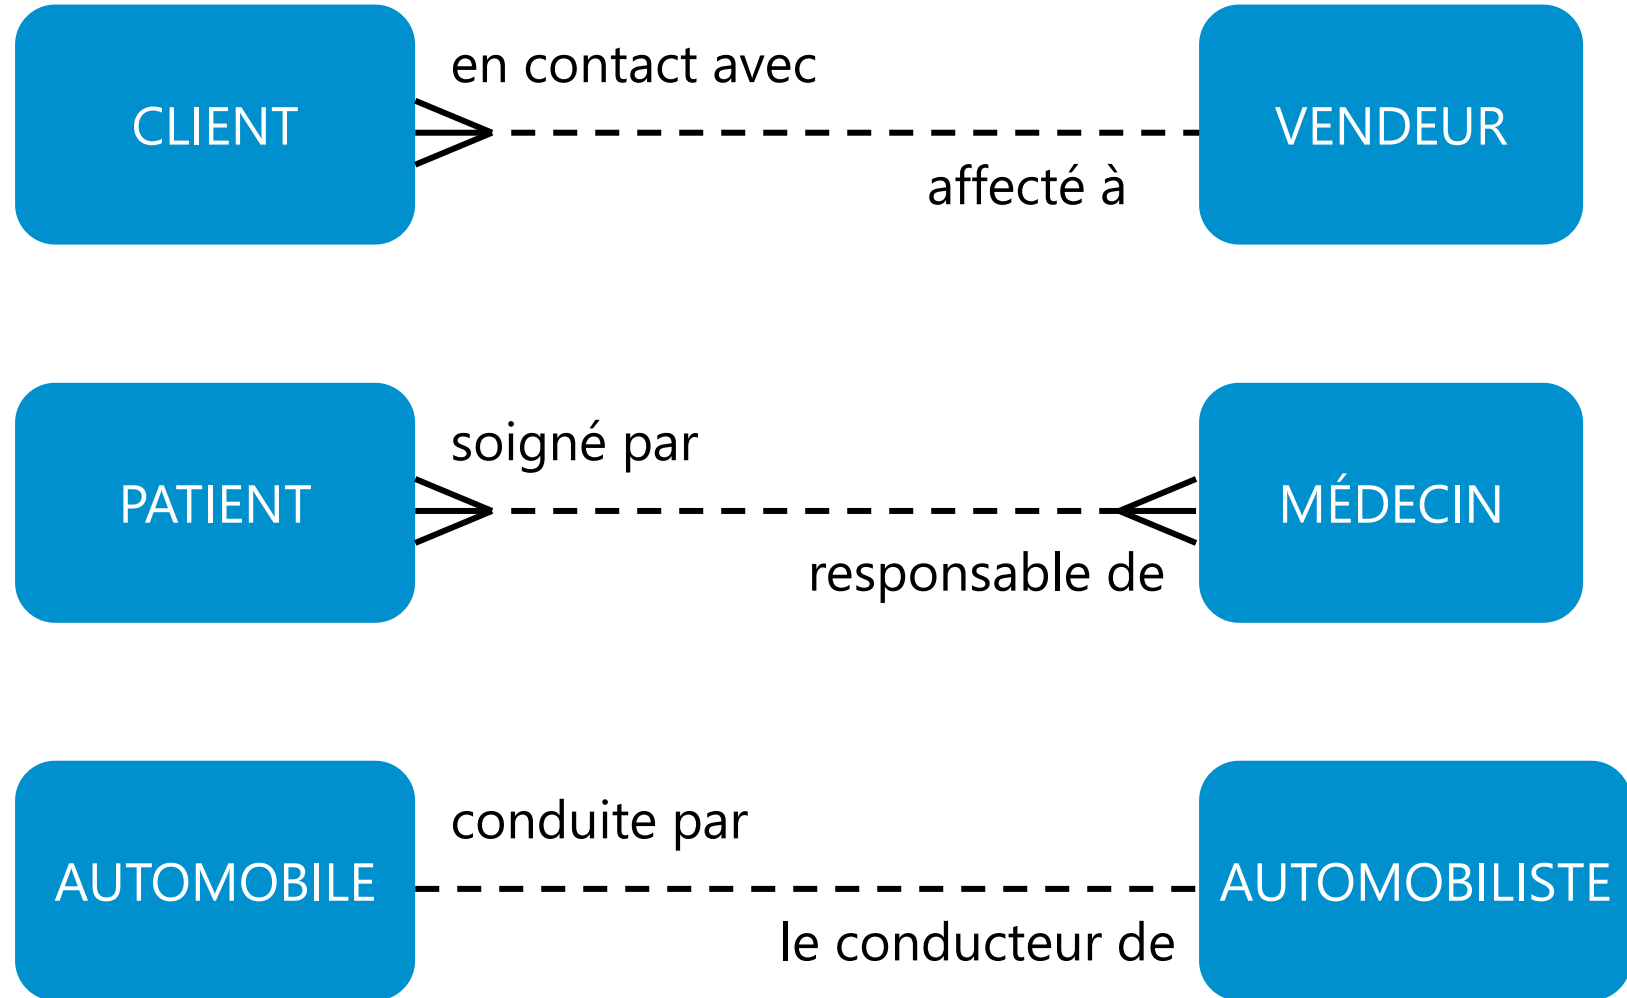 en contact avec
CLIENT
VENDEUR
affecté à
soigné par
PATIENT
MÉDECIN
responsable de
conduite par
AUTOMOBILE
AUTOMOBILISTE
le conducteur de